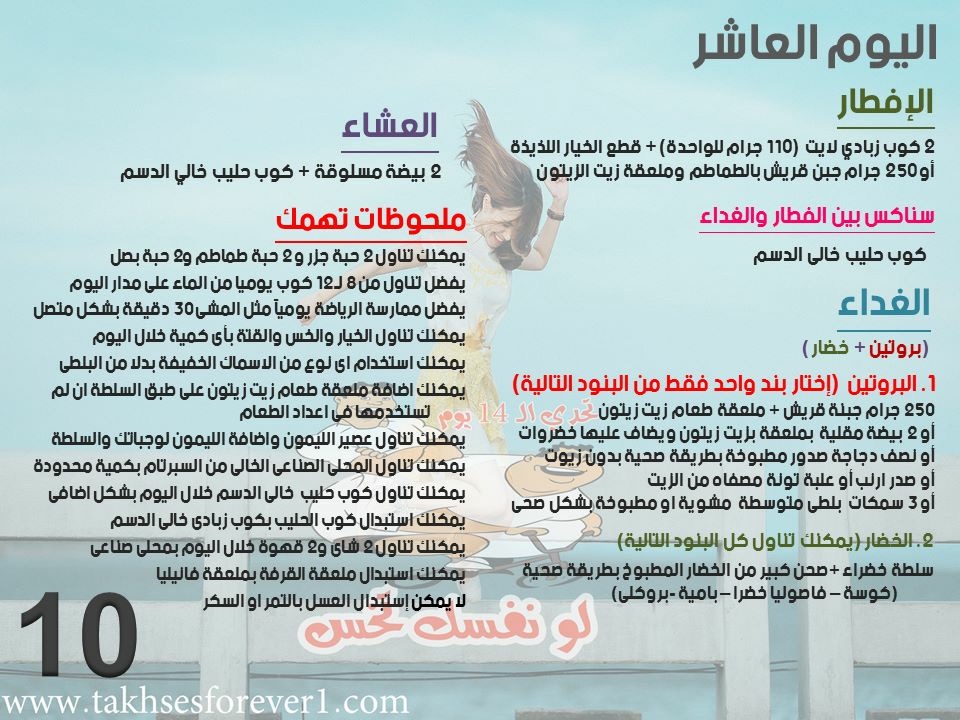 اليوم العاشر
الإفطار
2 كوب زبادي لايت (110 جرام للواحدة) + قطع الخيار اللذيذة
أو 250 جرام جبن قريش بالطماطم وملعقة زيت الزيتون
سناكس بين الفطار والغداء
كوب حليب خالى الدسم
الغداء
(بروتين + خضار)
1. البروتين (إختار بند واحد فقط من البنود التالية)
250 جرام جبنة قريش + ملعقة طعام زيت زيتون
أو 2 بيضة مقلية بملعقة بزيت زيتون ويضاف عليها خضروات
أو نصف دجاجة صدور مطبوخة بطريقة صحية بدون زيوت
أو صدر ارنب أو علبة تونة مصفاه من الزيت
أو 3 سمكات بلطى متوسطة مشوية او مطبوخة بشكل صحى
2. الخضار (يمكنك تناول كل البنود التالية)
سلطة خضراء + صحن كبير من الخضار المطبوخ بطريقة صحية
(كوسة – فاصوليا خضرا – بامية -بروكلى)
العشاء
2 بيضة مسلوقة + كوب حليب خالي الدسم
ملحوظات تهمك
يمكنك تناول 2 حبة جزر و 2 حبة طماطم و2 حبة بصل
يفضل تناول من 8 لـ 12 كوب يوميا من الماء على مدار اليوم
يفضل ممارسة الرياضة يومياً مثل المشى 30 دقيقة بشكل متصل
يمكنك تناول الخيار والخس والقتة بأى كمية خلال اليوم
يمكنك استخدام اى نوع من الاسماك الخفيفة بدلا من البلطى
يمكنك اضافة ملعقة طعام زيت زيتون على طبق السلطة ان لم
تستخدمها فى اعداد الطعام
يمكنك تناول عصير الليمون واضافة الليمون لوجباتك والسلطة
يمكنك تناول المحلى الصناعى الخالى من السبرتام بكمية محدودة
يمكنك تناول كوب حليب خالى الدسم خلال اليوم بشكل اضافى
يمكنك استبدال كوب الحليب بكوب زبادى خالى الدسم
يمكنك تناول 2 شاى و2 قهوة خلال اليوم بمحلى صناعى
يمكنك استبدال ملعقة القرفة بملعقة فانيليا
لا يمكن إستبدال العسل بالتمر او السكر
تحدى الـ 14 يوم
لو نفسك تخس
10
www.takhsesforever1.com